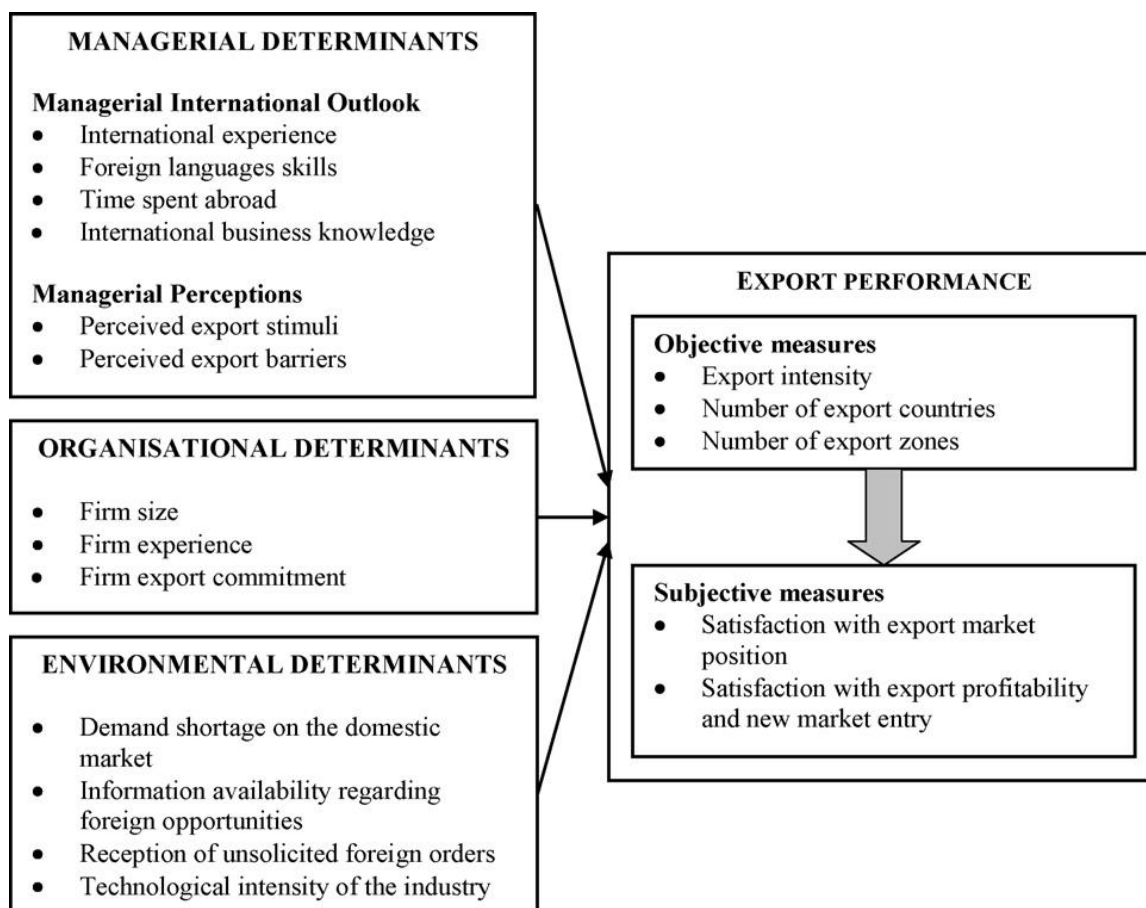 MANAGERIAL DETERMINANTS
Managerial International Outlook
• International experience
• Foreign languages skills
• Time spent abroad
• International business knowledge
Managerial Perceptions
• Perceived export stimuli
• Perceived export barriers
ORGANISATIONAL DETERMINANTS
• Firm size
• Firm experience
• Firm export commitment
ENVIRONMENTAL DETERMINANTS
• Demand shortage on the domestic
market
• Information availability regarding
foreign opportunities
• Reception of unsolicited foreign orders
• Technological intensity of the industry
EXPORT PERFORMANCE
Objective measures
• Export intensity
• Number of export countries
• Number of export zones
Subjective measures
• Satisfaction with export market
position
• Satisfaction with export profitability
and new market entry